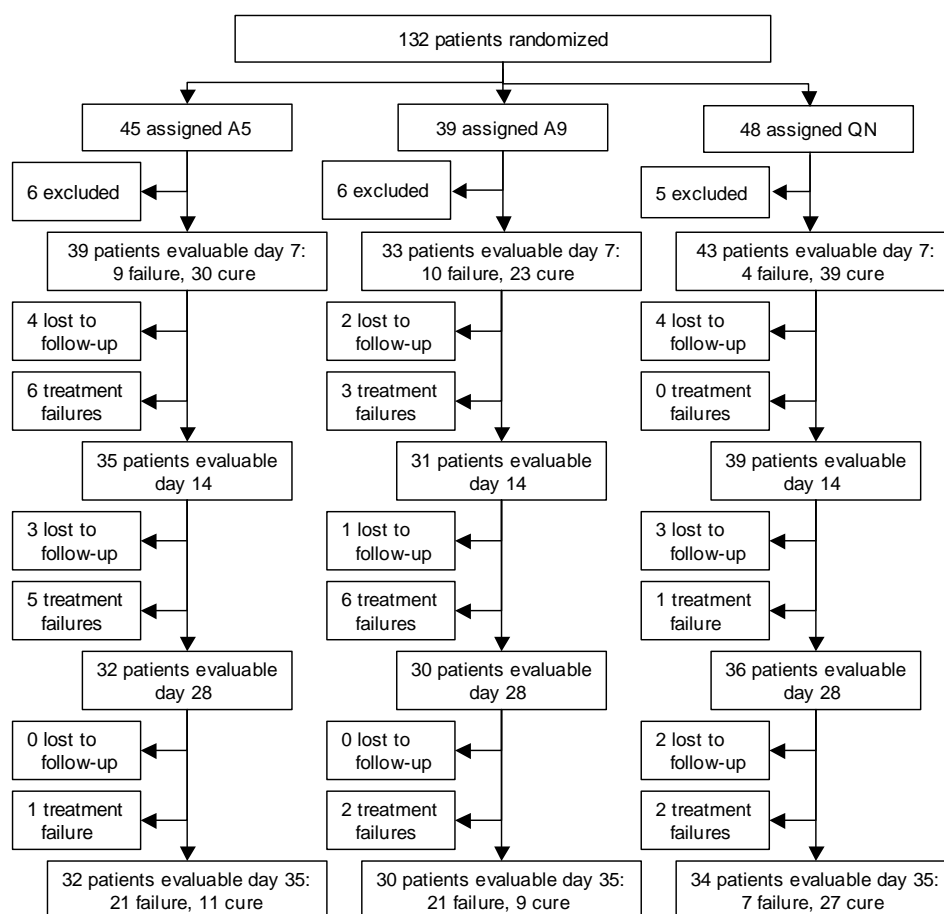 132 patients randomized
45 assigned A5
39 assigned A9
48 assigned QN
6 excluded
6 excluded
5 excluded
39 patients evaluable day 7:
9 failure, 30 cure
33 patients evaluable day 7:
10 failure, 23 cure
43 patients evaluable day 7:
4 failure, 39 cure
4 lost to
follow-up
2 lost to
follow-up
4 lost to
follow-up
6 treatment
failures
3 treatment
failures
0 treatment
failures
35 patients evaluable
day 14
31 patients evaluable
day 14
39 patients evaluable
day 14
3 lost to
follow-up
1 lost to
follow-up
3 lost to
follow-up
5 treatment
failures
6 treatment
failures
1 treatment
failure
32 patients evaluable
day 28
30 patients evaluable
day 28
36 patients evaluable
day 28
0 lost to
follow-up
0 lost to
follow-up
2 lost to
follow-up
1 treatment
failure
2 treatment
failures
2 treatment
failures
32 patients evaluable day 35:
21 failure, 11 cure
30 patients evaluable day 35:
21 failure, 9 cure
34 patients evaluable day 35:
7 failure, 27 cure